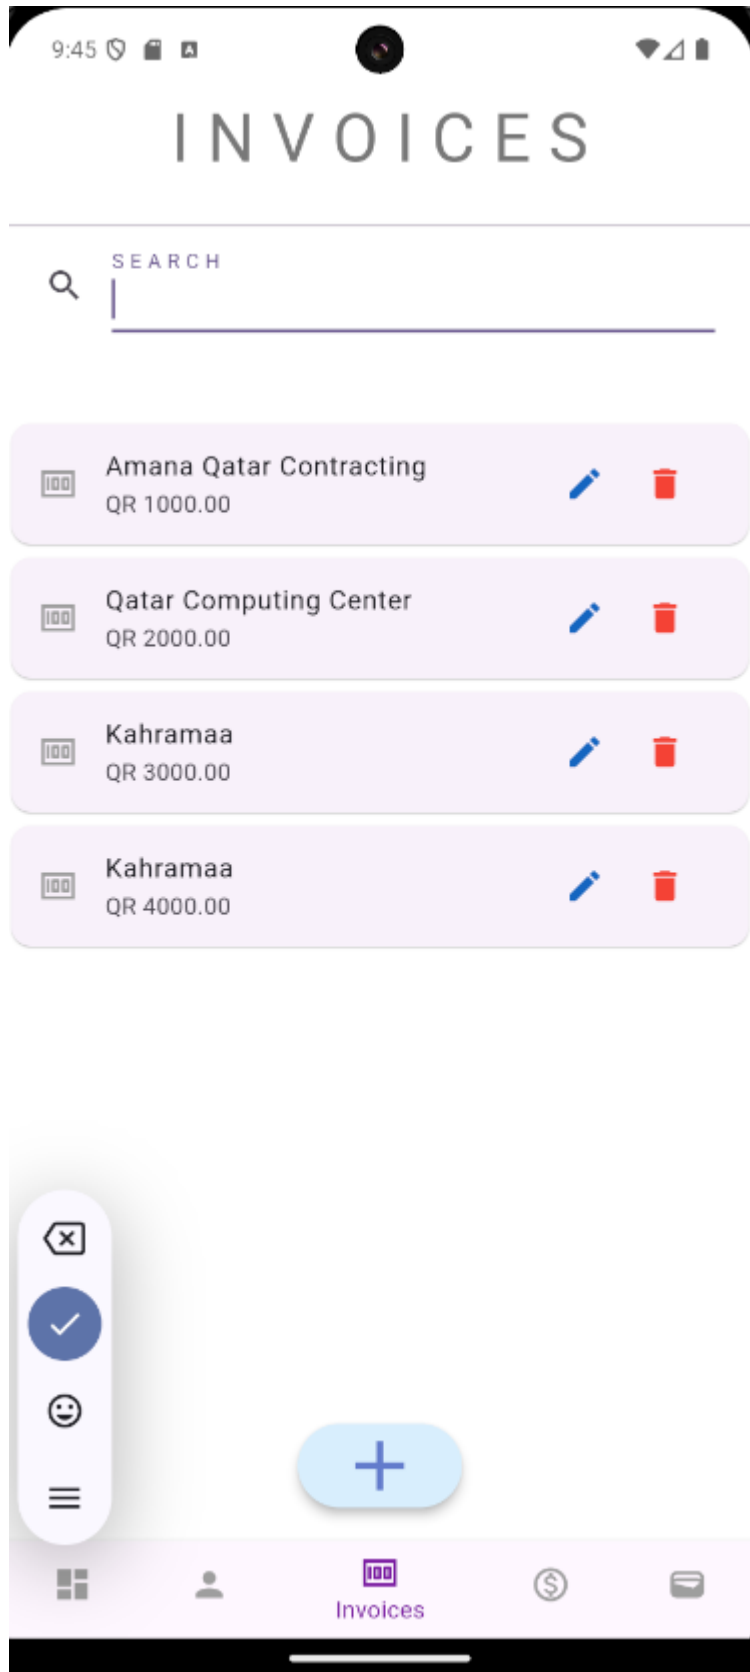 9:45
INVOICES
SEARCH
Amana Qatar Contracting
QR 1000.00
Qatar Computing Center
QR 2000.00
Kahramaa
QR 3000.00
Kahramaa
QR 4000.00
Invoices